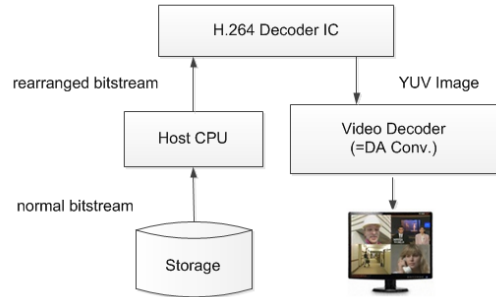 H.264 Decoder IC
rearranged bitstream
YUV Image
Host CPU
Video Decoder
(=DA Conv.)
normal bitstream
Storage